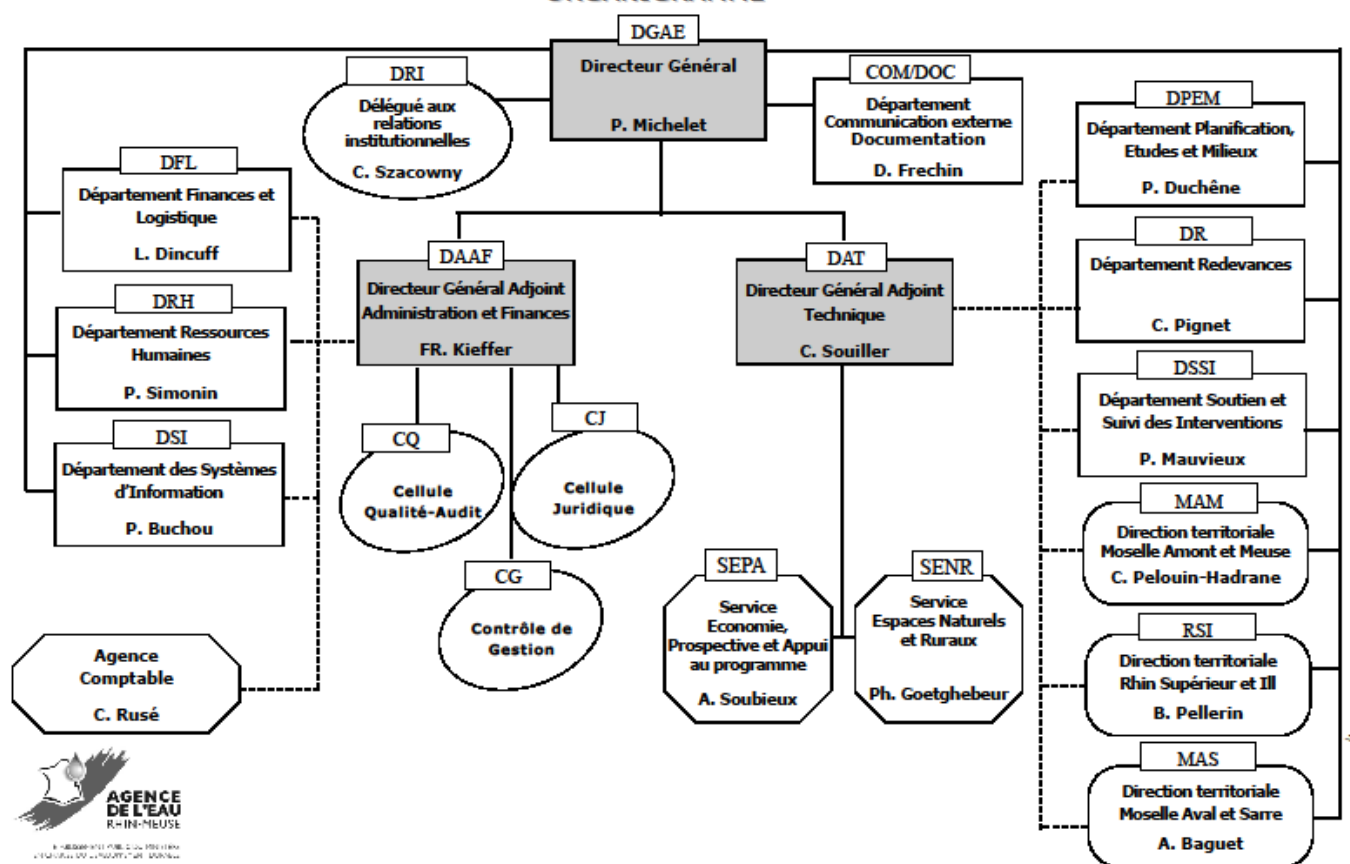 DGAE
Directeur Général
P. Michelet
DRI
Délégué aux
relations
institutionnelles
C. Szacowny
COM/DOC
Département
Communication externe
Documentation
D. Frechin
DFL
Département Finances et
Logistique
L. Dincuff
DRH
Département Ressources
Humaines
P. Simonin
DSI
Département des Systèmes
d'Information
P. Buchou
Agence
Comptable
C. Rusé
DAAF
Directeur Général Adjoint
Administration et Finances
FR. Kieffer
CQ
Cellule
Qualité-Audit
CJ
Cellule
Juridique
CG
Contrôle de
Gestion
DAT
Directeur Général Adjoint
Technique
C. Souiller
SEPA
Service
Economie,
Prospective et Appui
au programme
A. Soubieux
SENR
Service
Espaces Naturels
et Ruraux
Ph. Goetghebeur
DPEM
Département Planification,
Etudes et Milieux
P. Duchêne
DR
Département Redevances
C. Pignet
DSSI
Département Soutien et
Suivi des Interventions
P. Mauvieux
MAM
Direction territoriale
Moselle Amont et Meuse
C. Pelouin-Hadrane
RSI
Direction territoriale
Rhin Supérieur et Ill
B. Pellerin
MAS
Direction territoriale
Moselle Aval et Sarre
A. Baguet
AGENCE
DE L'EAU
RHIN-MEUSE